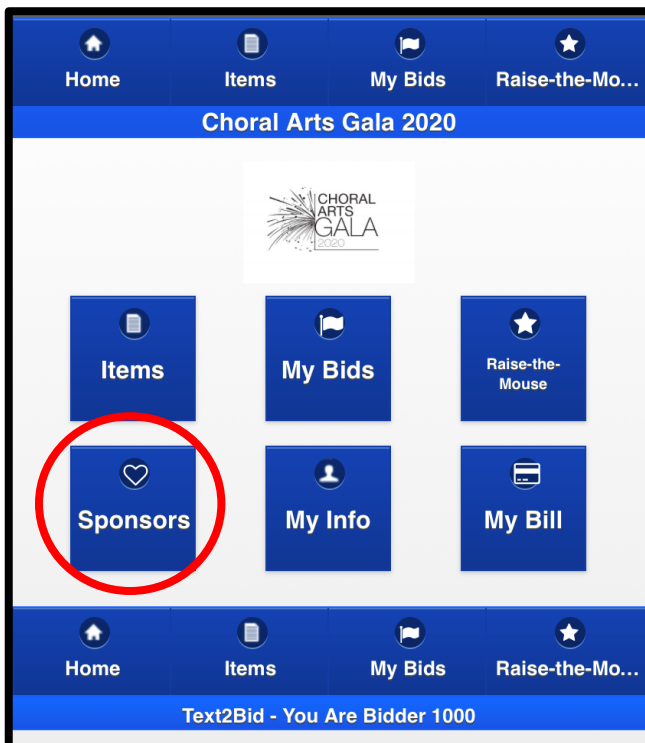 Home Items My Bids Raise-the-Mo...
Choral Arts Gala 2020
CHORAL
ARTS
GALA
2020
Items My Bids Raise-the-
Mouse
Sponsors My Info My Bill
Home Items My Bids Raise-the-Mo...
Text2Bid - You Are Bidder 1000